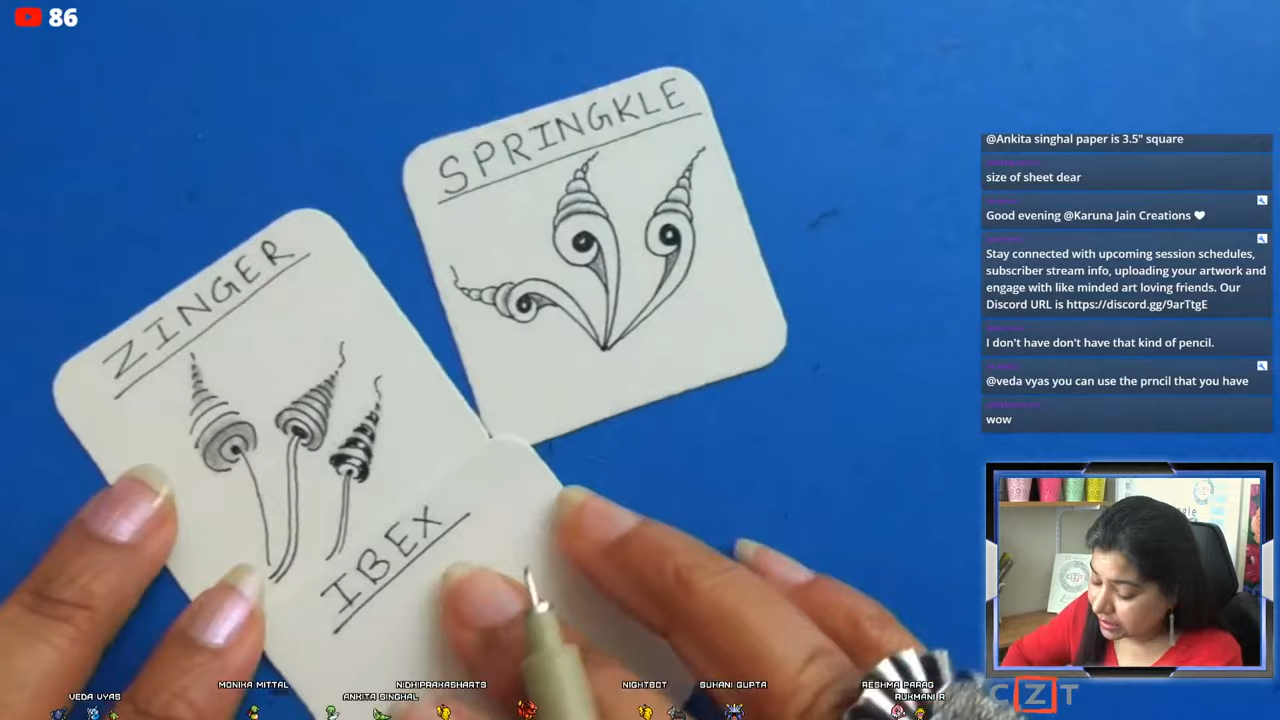 86
SPRINGKLE
ZINGER
IBEX
@Ankita singhal paper is 3.5" square
size of sheet dear
Good evening @Karuna Jain Creations
Stay connected with upcoming session schedules,
subscriber stream info, uploading your artwork and
engage with like minded art loving friends. Our
Discord URL is https://discord.gg/9arTtgE
I don't have don't have that kind of pencil.
@veda vyas you can use the prncil that you have
wow
CZT
VEDA VYAS
MONIKA MITTAL
ANKITA SINGHAL
NIDHIPRAKASHARTS
NIGHTBOT
SUHANI GUPTA
RESHMA PARAG
RUKMANI R